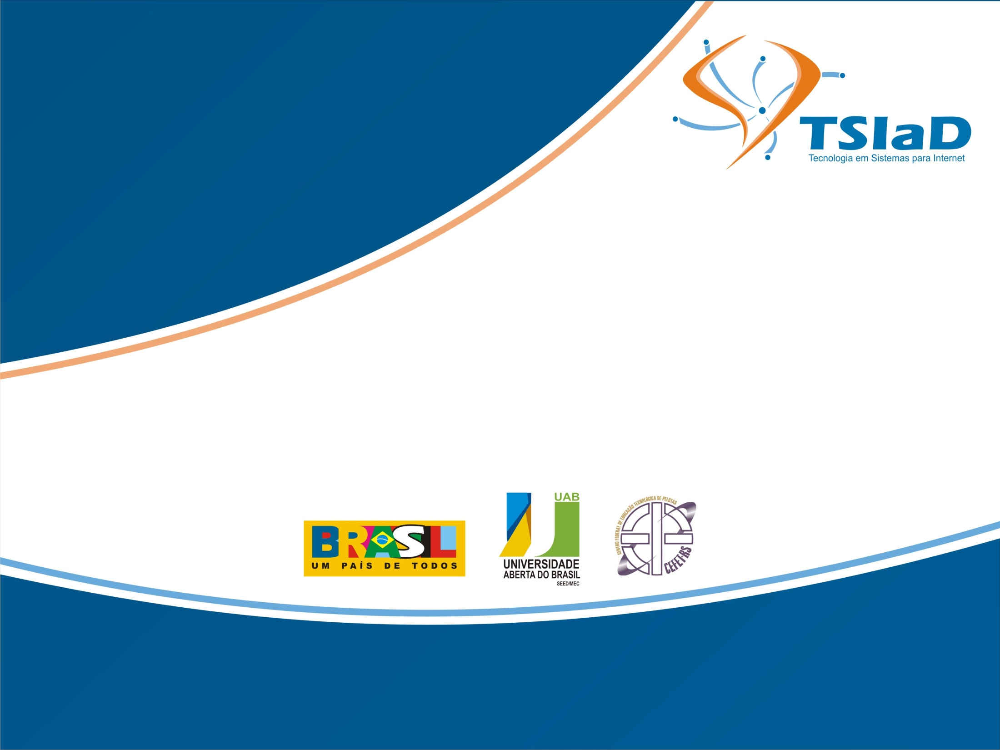 TSIaD
Tecnologia em Sistemas para Internet
BRASIL
UM PAÍS DE TODOS
UAB
UNIVERSIDADE
ABERTA DO BRASIL
SEED/MEC
CENTRO FEDERAL DE EDUCAÇÃO TECNOLÓGICA DE PELOTAS
CEFET-RS